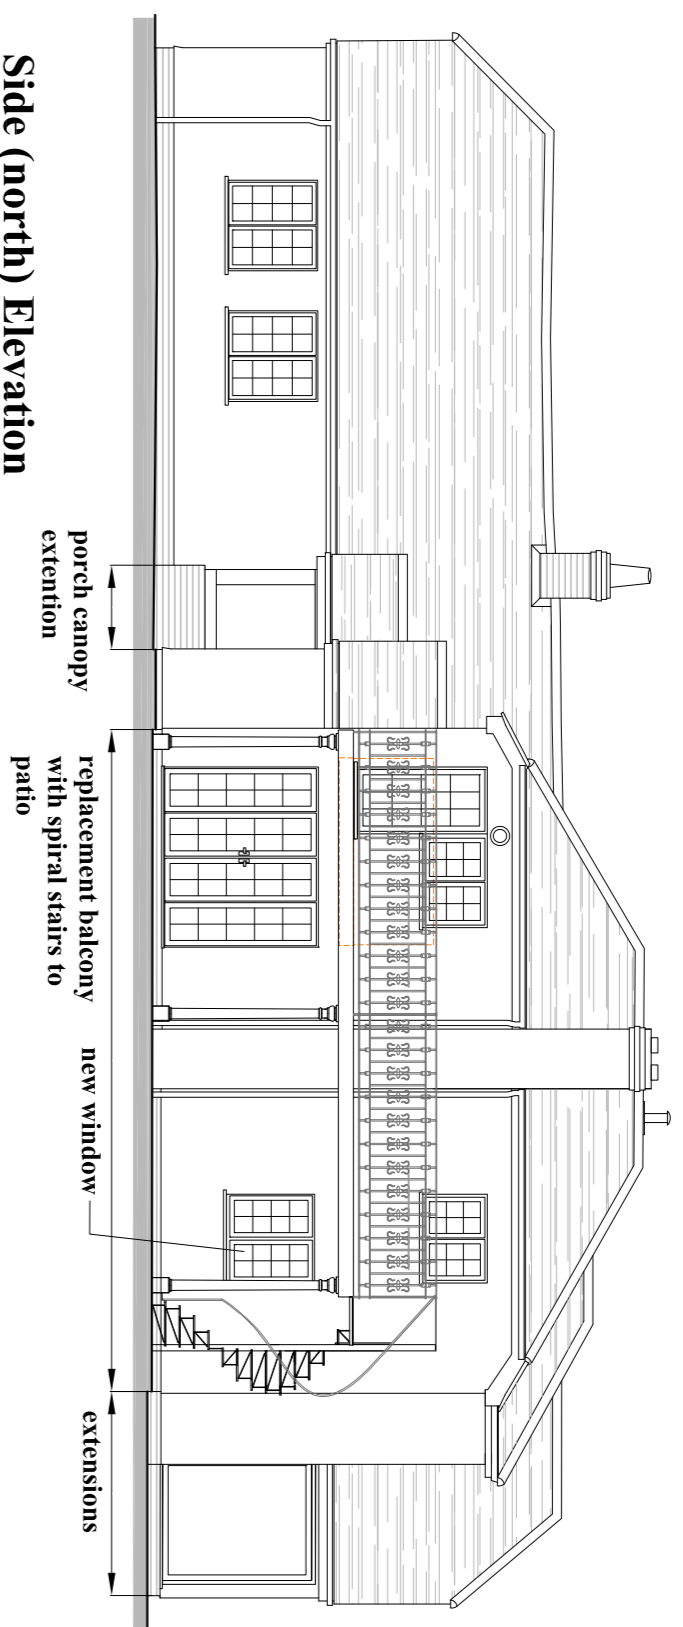 Side (north) Elevation
porch canopy
extention
replacement balcony
with spiral stairs to
patio
new window
extensions